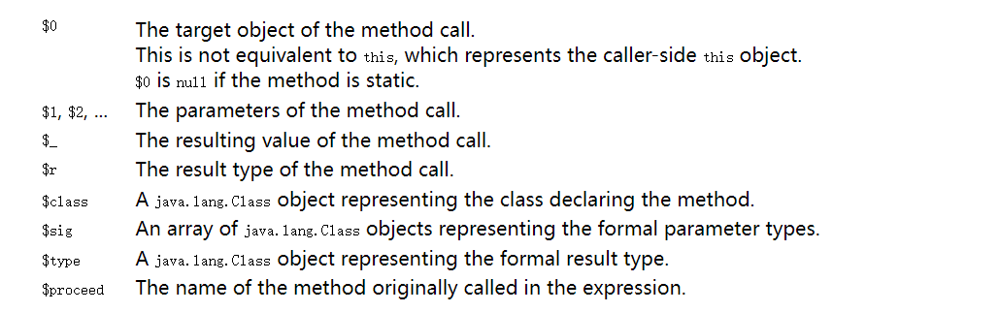 $0 The target object of the method call.
This is not equivalent to this, which represents the caller-side this object.
$0 is null if the method is static.
$1, $2, ... The parameters of the method call.
$_ The resulting value of the method call.
$r The result type of the method call.
$class A java.lang.Class object representing the class declaring the method.
$sig An array of java.lang.Class objects representing the formal parameter types.
$type A java.lang.Class object representing the formal result type.
$proceed The name of the method originally called in the expression.